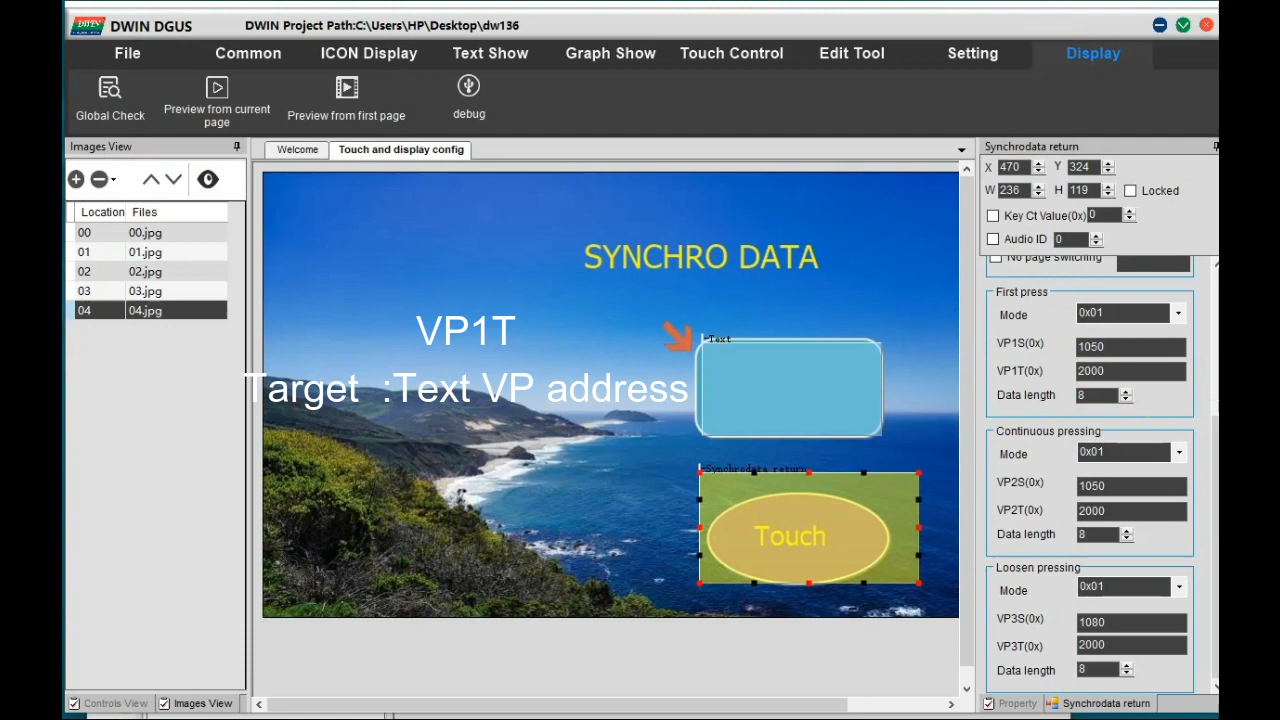 DWIN DWIN DGUS DWIN Project Path:C:\Users\HP\Desktop\dw136
File Common ICON Display Text Show Graph Show Touch Control Edit Tool Setting Display
Global Check
Preview from current
page
Preview from first page
debug
Images View
Location Files
00 00.jpg
01 01.jpg
02 02.jpg
03 03.jpg
04 04.jpg
Controls View Images View
Welcome Touch and display config
SYNCHRO DATA
VP1T
Target :Text VP address
Text
Synchrodata return
Touch
Synchrodata return
X 470 Y 324
W 236 H 119 Locked
Key Ct Value(0x) 0
Audio ID 0
No page switching
First press
Mode 0x01
VP1S(0x) 1050
VP1T(0x) 2000
Data length 8
Continuous pressing
Mode 0x01
VP2S(0x) 1050
VP2T(0x) 2000
Data length 8
Loosen pressing
Mode 0x01
VP3S(0x) 1080
VP3T(0x) 2000
Data length 8
Property Synchrodata return